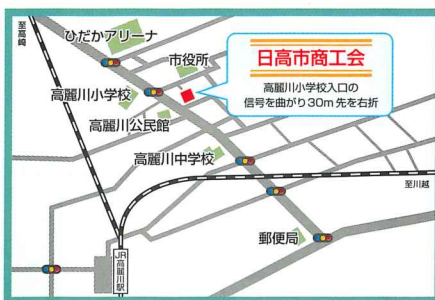 至高崎
ひだかアリーナ
市役所
日高市商工会
高麗川小学校入口の
信号を曲がり30m先を右折
高麗川小学校
高麗川公民館
高麗川中学校
至川越
郵便局
JR高麗川駅